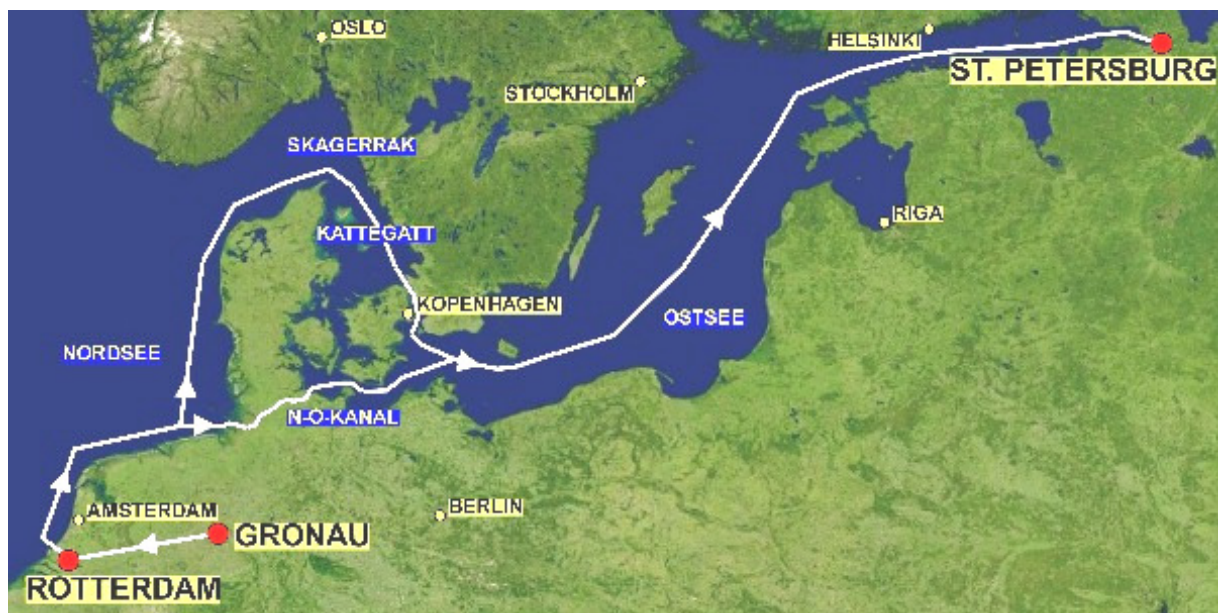 OSLO
HELSINKI
ST. PETERSBURG
STOCKHOLM
SKAGERRAK
RIGA
KATTEGATT
KOPENHAGEN
OSTSEE
NORDSEE
N-O-KANAL
AMSTERDAM
BERLIN
GRONAU
ROTTERDAM